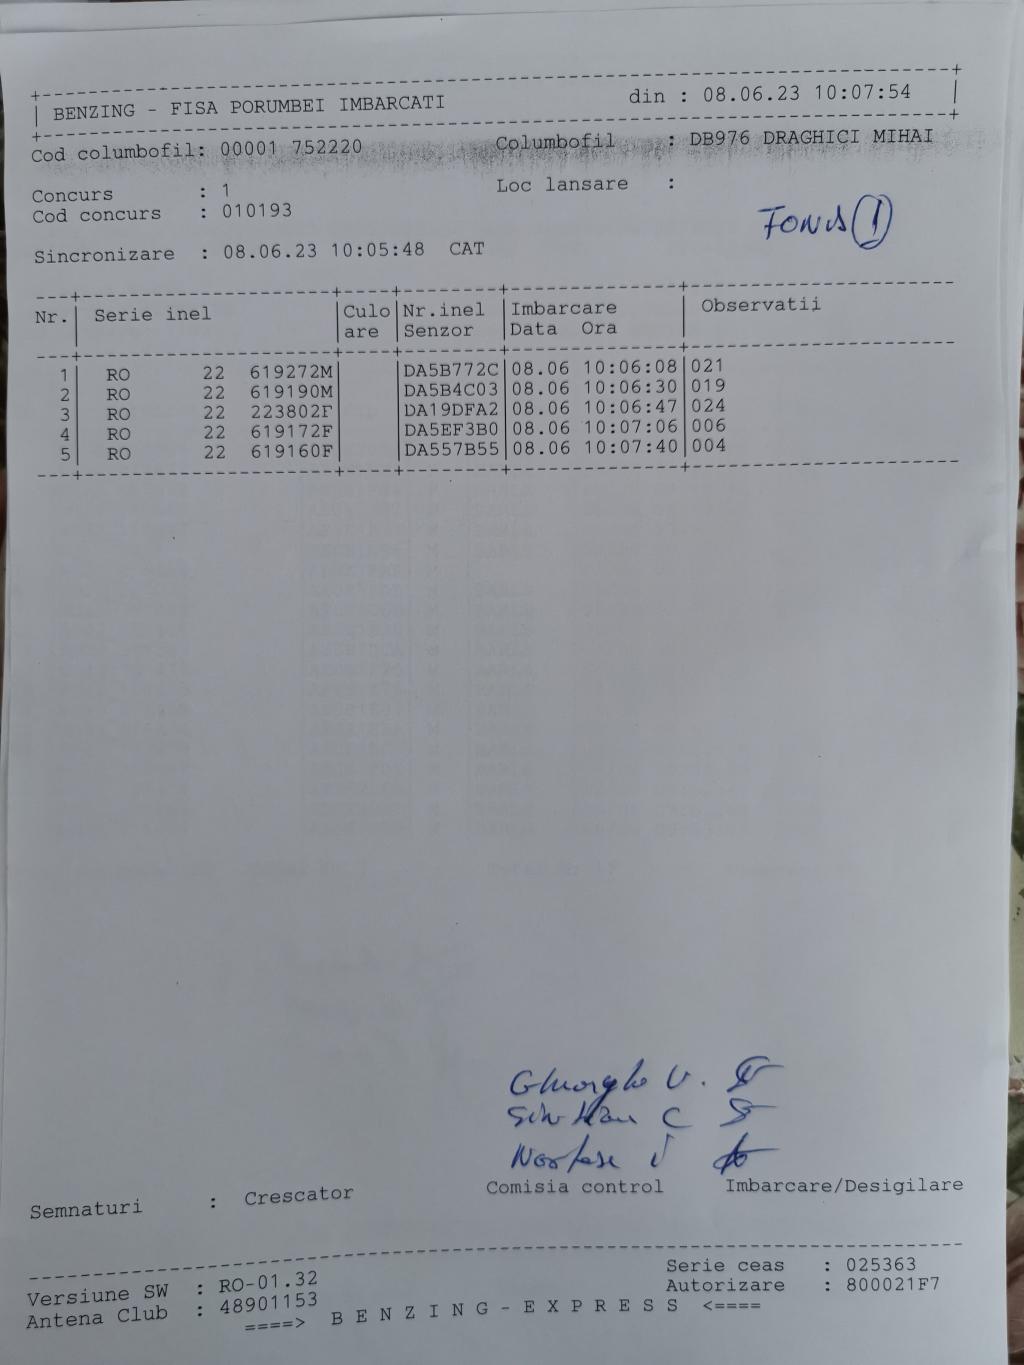 BENZING - FISA PORUMBEI IMBARCATI din : 08.06.23 10:07:54
Cod columbofil: 00001 752220 Columbofil : DB976 DRAGHICI MIHAI
Concurs : 1 Loc lansare :
Cod concurs : 010193
FOND 1
Sincronizare : 08.06.23 10:05:48 CAT
Nr. Serie inel Culo Nr.inel Imbarcare Observatii
are Senzor Data Ora
1 RO 22 619272M DA5B772C 08.06 10:06:08 021
2 RO 22 619190M DA5B4C03 08.06 10:06:30 019
3 RO 22 223802F DA19DFA2 08.06 10:06:47 024
4 RO 22 619172F DA5EF3B0 08.06 10:07:06 006
5 RO 22 619160F DA557B55 08.06 10:07:40 004
Gheorghe V.
C
Comisia control Imbarcare/Desigilare
Semnaturi : Crescator
Versiune SW : RO-01.32 Serie ceas : 025363
Antena Club : 48901153 Autorizare : 800021F7
====> B E N Z I N G - E X P R E S S <====